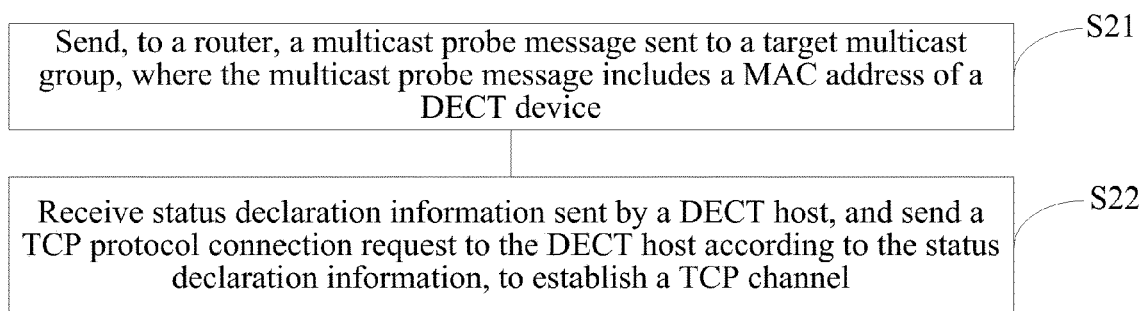 Send, to a router, a multicast probe message sent to a target multicast
group, where the multicast probe message includes a MAC address of a
DECT device
S21
Receive status declaration information sent by a DECT host, and send a
TCP protocol connection request to the DECT host according to the status
declaration information, to establish a TCP channel
S22